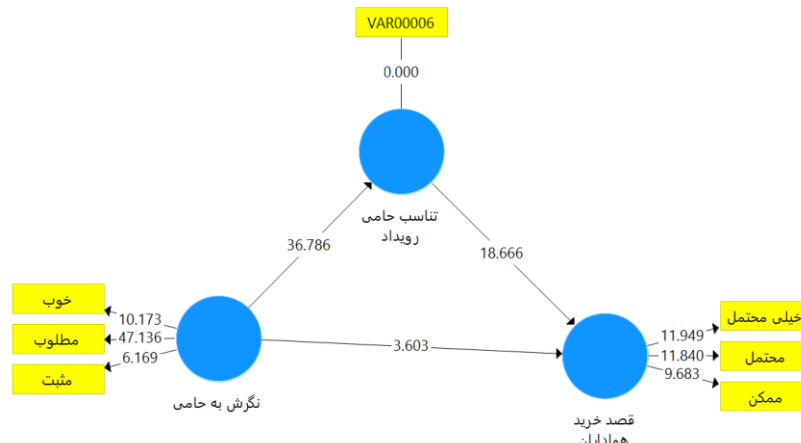 VAR00006
0.000
تناسب حامی
رویداد
36.786
18.666
خوب
مطلوب
مثبت
10.173
47.136
6.169
3.603
نگرش به حامی
11.949
11.840
9.683
خیلی محتمل
محتمل
ممکن
قصد خرید
هواداران